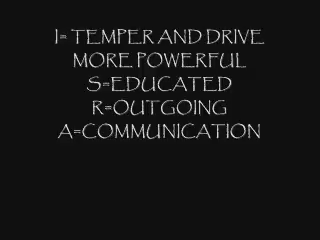 I= TEMPER AND DRIVE
MORE POWERFUL
S=EDUCATED
R=OUTGOING
A=COMMUNICATION